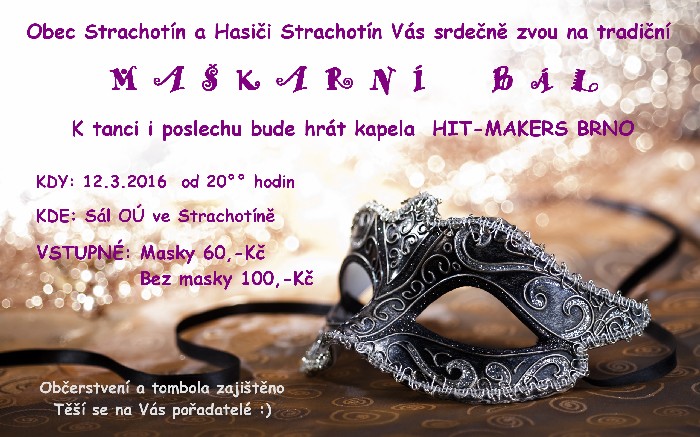 Obec Strachotín a Hasiči Strachotín Vás srdečně zvou na tradiční
MAŠKARNÍ BÁL
K tanci i poslechu bude hrát kapela HIT-MAKERS BRNO
KDY: 12.3.2016 od 20°° hodin
KDE: Sál OÚ ve Strachotíně
VSTUPNÉ: Masky 60,-Kč
Bez masky 100,-Kč
Občerstvení a tombola zajištěno
Těší se na Vás pořadatelé :)